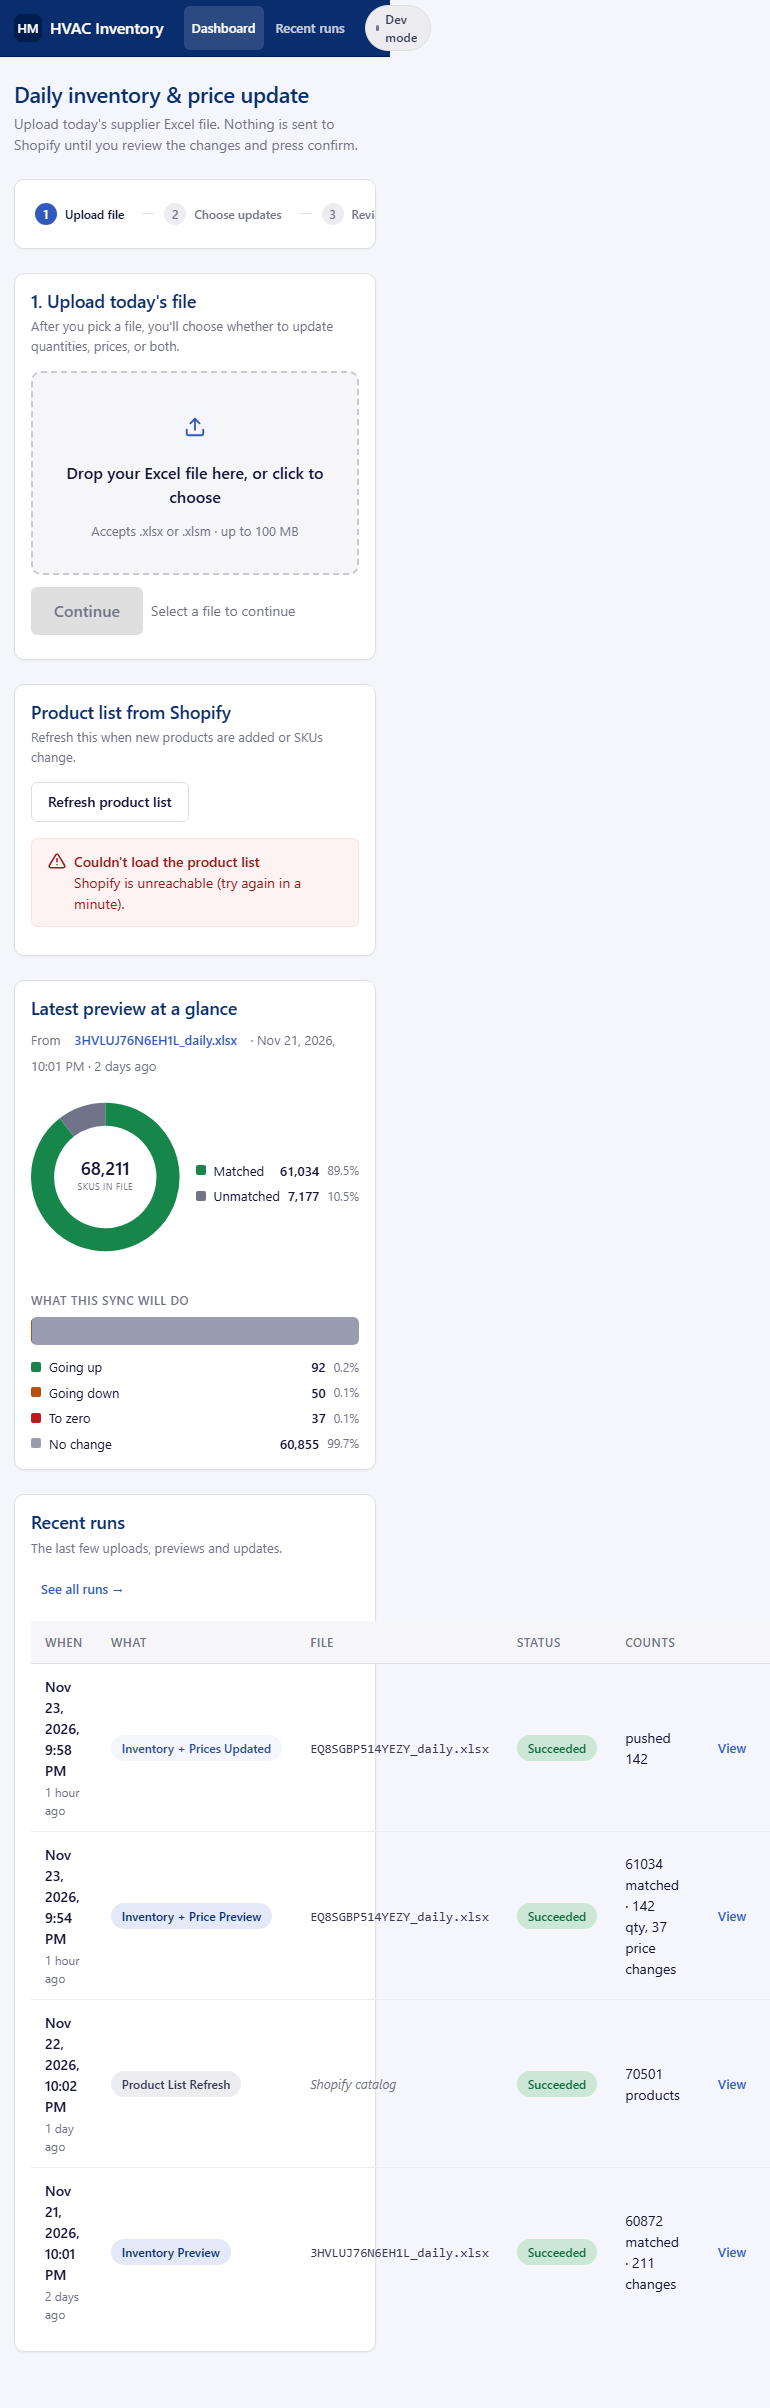 HM HVAC Inventory Dashboard Recent runs Dev mode
Daily inventory & price update
Upload today's supplier Excel file. Nothing is sent to
Shopify until you review the changes and press confirm.
1 Upload file 2 Choose updates 3
1. Upload today's file
After you pick a file, you'll choose whether to update
quantities, prices, or both.
Drop your Excel file here, or click to
choose
Accepts .xlsx or .xlsm · up to 100 MB
Continue Select a file to continue
Product list from Shopify
Refresh this when new products are added or SKUs
change.
Refresh product list
Couldn't load the product list
Shopify is unreachable (try again in a
minute).
Latest preview at a glance
From 3HVLUJ76N6EH1L_daily.xlsx · Nov 21, 2026,
10:01 PM · 2 days ago
68,211
SKUS IN FILE
Matched 61,034 89.5%
Unmatched 7,177 10.5%
WHAT THIS SYNC WILL DO
Going up 92 0.2%
Going down 50 0.1%
To zero 37 0.1%
No change 60,855 99.7%
Recent runs
The last few uploads, previews and updates.
See all runs →
WHEN WHAT FILE STATUS COUNTS
Nov
23,
2026,
9:58
PM
1 hour
ago
Inventory + Prices Updated
EQ8SGBP514YEZY_daily.xlsx
Succeeded
pushed
142
View
Nov
23,
2026,
9:54
PM
1 hour
ago
Inventory + Price Preview
EQ8SGBP514YEZY_daily.xlsx
Succeeded
61034
matched
· 142
qty, 37
price
changes
View
Nov
22,
2026,
10:02
PM
1 day
ago
Product List Refresh
Shopify catalog
Succeeded
70501
products
View
Nov
21,
2026,
10:01
PM
2 days
ago
Inventory Preview
3HVLUJ76N6EH1L_daily.xlsx
Succeeded
60872
matched
· 211
changes
View